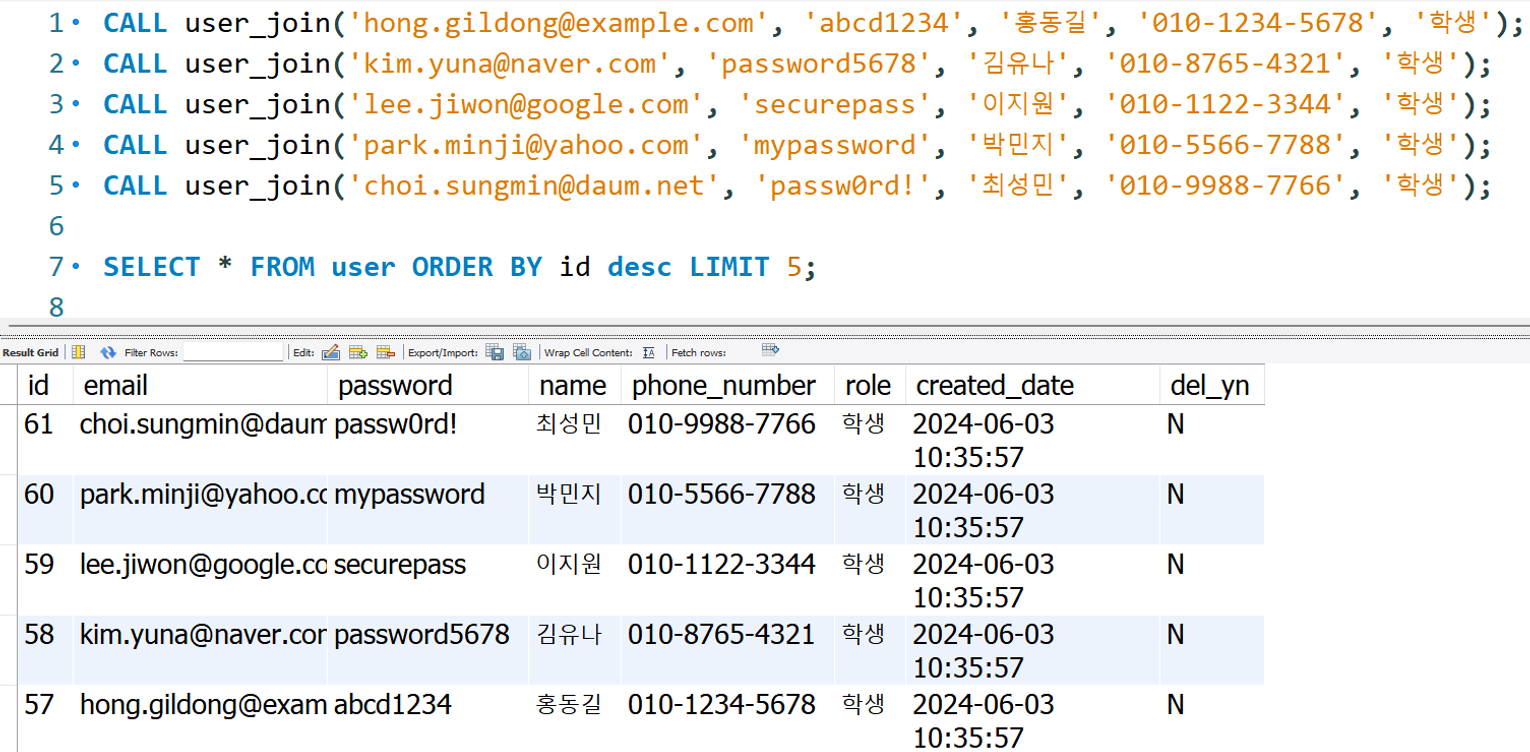 1 CALL user_join('hong.gildong@example.com', 'abcd1234', '홍동길', '010-1234-5678', '학생');
2 CALL user_join('kim.yuna@naver.com', 'password5678', '김유나', '010-8765-4321', '학생');
3 CALL user_join('lee.jiwon@google.com', 'securepass', '이지원', '010-1122-3344', '학생');
4 CALL user_join('park.minji@yahoo.com', 'mypassword', '박민지', '010-5566-7788', '학생');
5 CALL user_join('choi.sungmin@daum.net', 'passw0rd!', '최성민', '010-9988-7766', '학생');
6
7 SELECT * FROM user ORDER BY id desc LIMIT 5;
8
Result Grid Filter Rows: Edit: Export/Import: Wrap Cell Content: Fetch rows:
id email password name phone_number role created_date del_yn
61 choi.sungmin@daum passw0rd! 최성민 010-9988-7766 학생 2024-06-03 N
10:35:57
60 park.minji@yahoo.co mypassword 박민지 010-5566-7788 학생 2024-06-03 N
10:35:57
59 lee.jiwon@google.co securepass 이지원 010-1122-3344 학생 2024-06-03 N
10:35:57
58 kim.yuna@naver.cor password5678 김유나 010-8765-4321 학생 2024-06-03 N
10:35:57
57 hong.gildong@exam abcd1234 홍동길 010-1234-5678 학생 2024-06-03 N
10:35:57